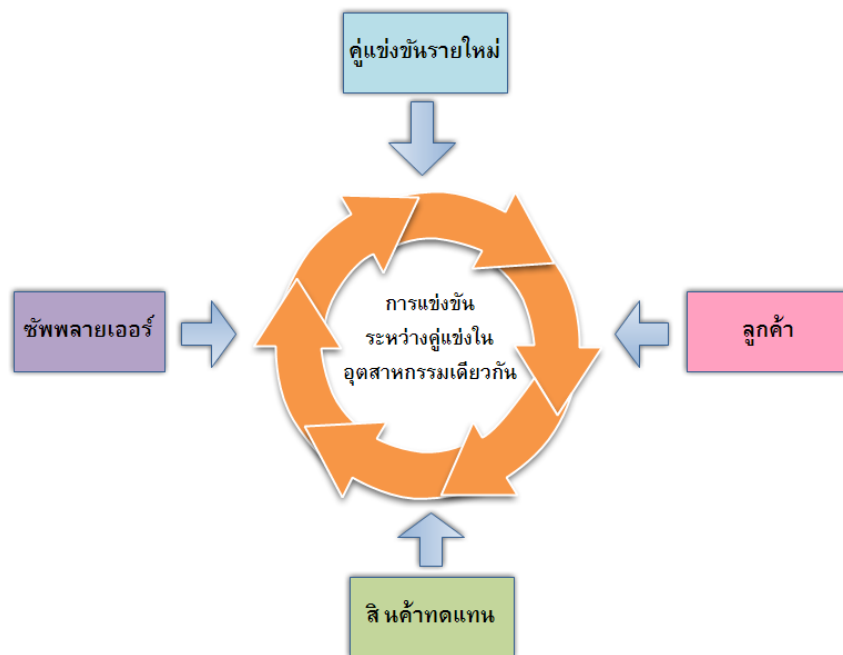 คู่แข่งขันรายใหม่
ซัพพลายเออร์
การแข่งขัน
ระหว่างคู่แข่งใน
อุตสาหกรรมเดียวกัน
ลูกค้า
สินค้าทดแทน